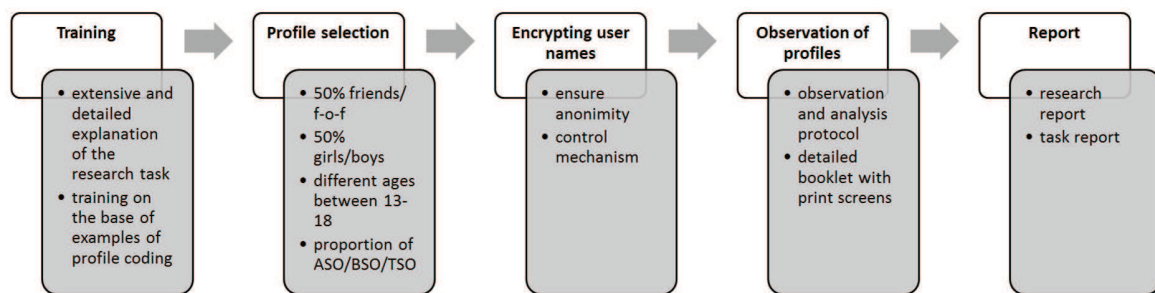 Training
• extensive and
detailed
explanation
of the
research task
• training on
the base of
examples of
profile coding
Profile selection
• 50% friends/
f-o-f
• 50%
girls/boys
• different ages
between 13-
18
• proportion of
ASO/BSO/TSO
Encrypting user
names
• ensure
anonimity
• control
mechanism
Observation of
profiles
• observation
and analysis
protocol
• detailed
booklet with
print screens
Report
• research
report
• task report